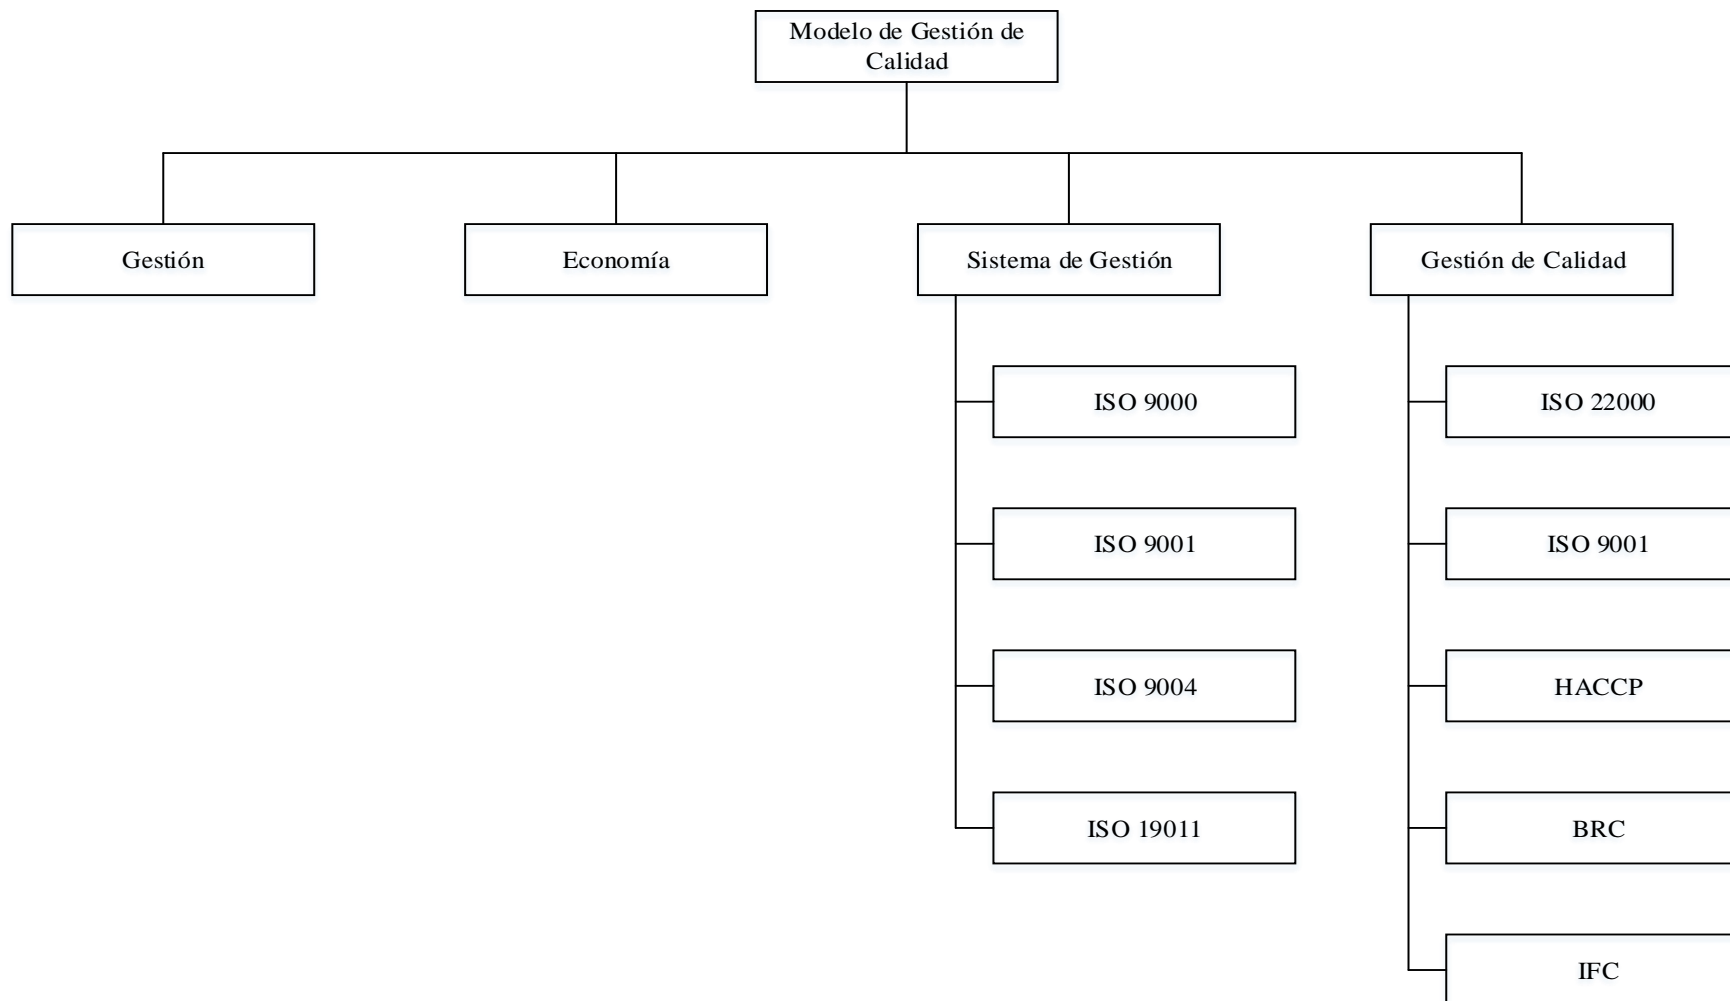 Modelo de Gestión de
Calidad
Gestión
Economía
Sistema de Gestión
Gestión de Calidad
ISO 9000
ISO 9001
ISO 9004
ISO 19011
ISO 22000
ISO 9001
HACCP
BRC
IFC